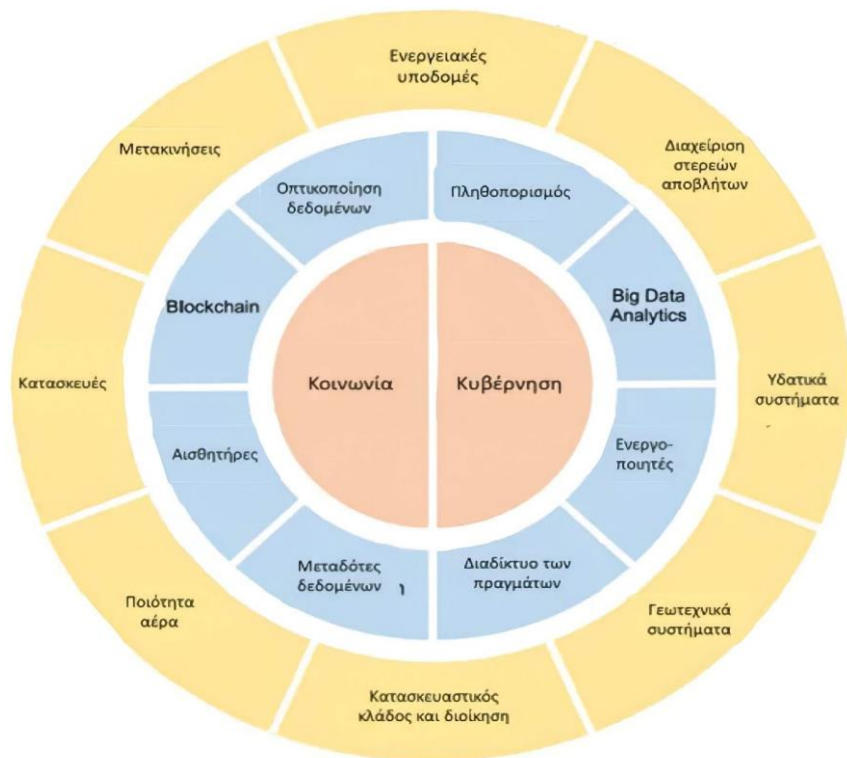 Ενεργειακές
υποδομές
Διαχείριση
στερεών
αποβλήτων
Υδατικά
συστήματα
Γεωτεχνικά
συστήματα
Κατασκευαστικός
κλάδος και διοίκηση
Ποιότητα
αέρα
Κατασκευές
Μετακινήσεις
Οπτικοποίηση
δεδομένων
Πληθοπορισμός
Big Data
Analytics
Ενεργο-
ποιητές
Διαδίκτυο των
πραγμάτων
Μεταδότες
δεδομένων
Αισθητήρες
Blockchain
Κοινωνία
Κυβέρνηση